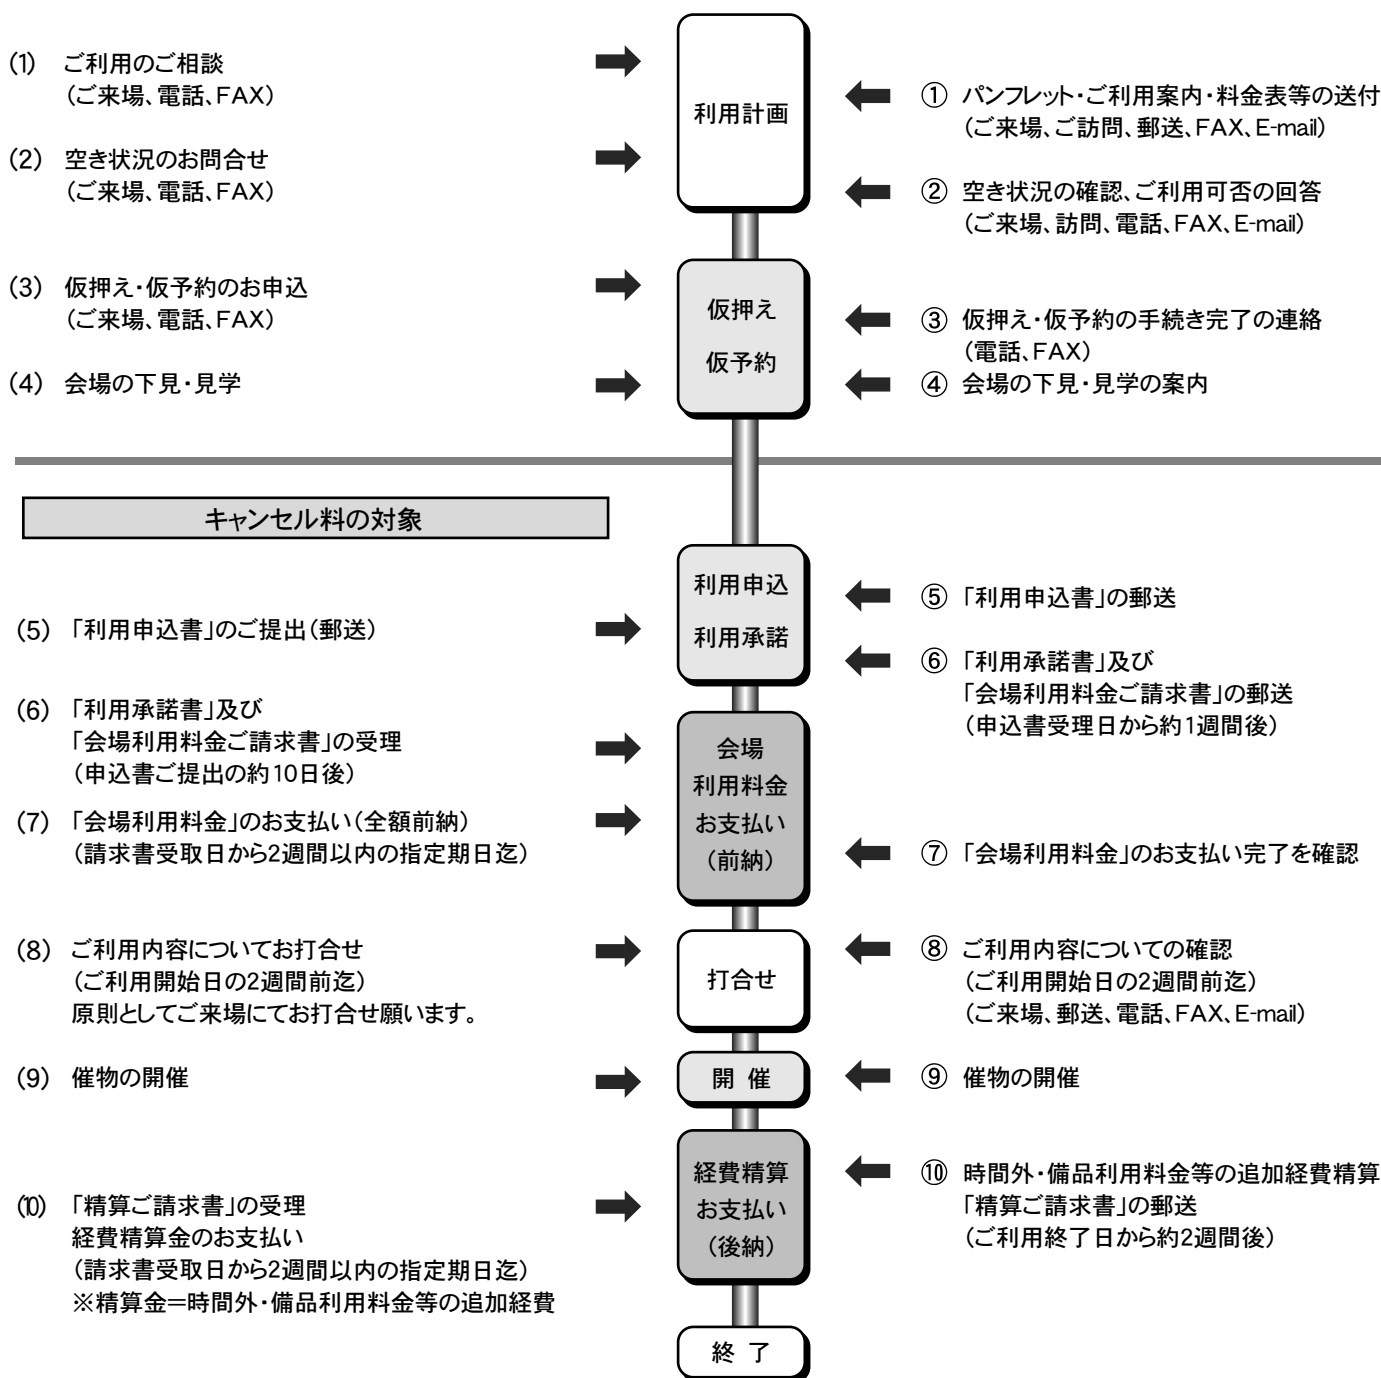 (1) ご利用のご相談
(ご来場、電話、FAX)
(2) 空き状況のお問合せ
(ご来場、電話、FAX)
利用計画
① パンフレット・ご利用案内・料金表等の送付
(ご来場、ご訪問、郵送、FAX、E-mail)
② 空き状況の確認、ご利用可否の回答
(ご来場、訪問、電話、FAX、E-mail)
(3) 仮押え・仮予約のお申込
(ご来場、電話、FAX)
(4) 会場の下見・見学
仮押え
仮予約
③ 仮押え・仮予約の手続き完了の連絡
(電話、FAX)
④ 会場の下見・見学の案内
キャンセル料の対象
(5) 「利用申込書」のご提出(郵送)
利用申込
利用承諾
⑤ 「利用申込書」の郵送
⑥ 「利用承諾書」及び
「会場利用料金ご請求書」の郵送
(申込書受理日から約1週間後)
(6) 「利用承諾書」及び
「会場利用料金ご請求書」の受理
(申込書ご提出の約10日後)
(7) 「会場利用料金」のお支払い(全額前納)
(請求書受取日から2週間以内の指定期日迄)
会場
利用料金
お支払い
(前納)
⑦ 「会場利用料金」のお支払い完了を確認
(8) ご利用内容についてお打合せ
(ご利用開始日の2週間前迄)
原則としてご来場にてお打合せ願います。
打合せ
⑧ ご利用内容についての確認
(ご利用開始日の2週間前迄)
(ご来場、郵送、電話、FAX、E-mail)
(9) 催物の開催
開 催
⑨ 催物の開催
(10) 「精算ご請求書」の受理
経費精算金のお支払い
(請求書受取日から2週間以内の指定期日迄)
※精算金=時間外・備品利用料金等の追加経費
経費精算
お支払い
(後納)
⑩ 時間外・備品利用料金等の追加経費精算
「精算ご請求書」の郵送
(ご利用終了日から約2週間後)
終 了